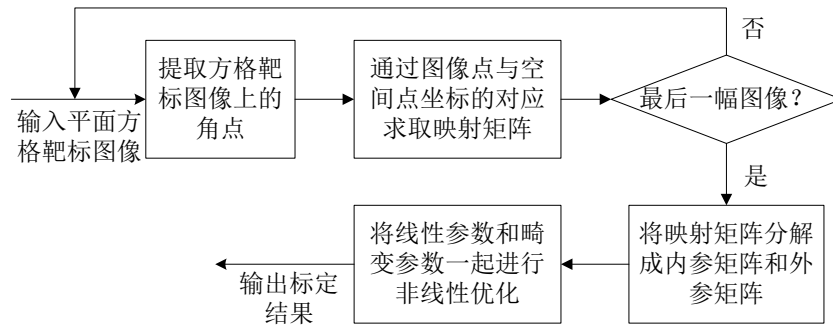 否
提取方格靶
标图像上的
角点
通过图像点与空
间点坐标的对应
求取映射矩阵
最后一幅图像？
输入平面方
格靶标图像
是
将映射矩阵分解
成内参矩阵和外
参矩阵
将线性参数和畸
变参数一起进行
非线性优化
输出标定
结果